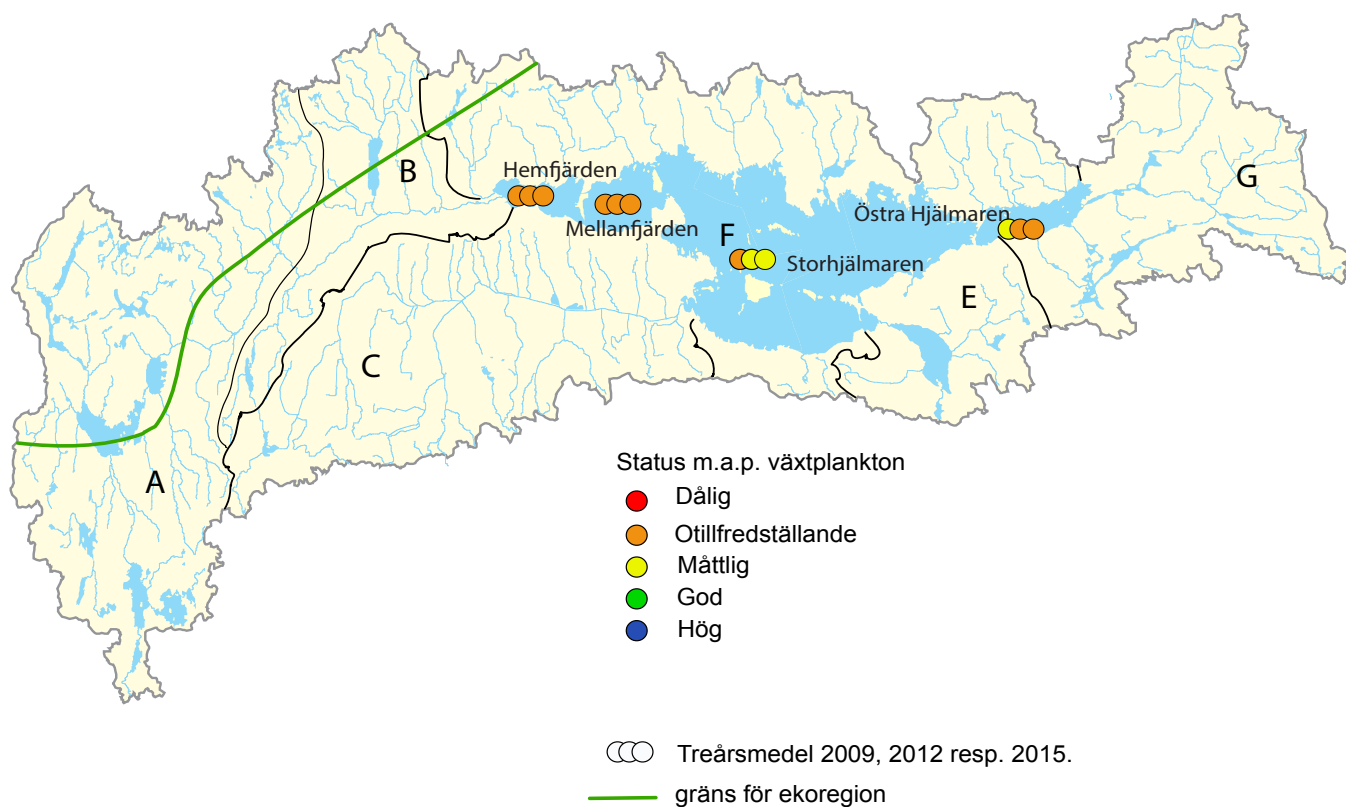 B
Hemfjärden
G
Östra Hjälmaren
Mellanfjärden
F
Storhjälmaren
E
C
A
Status m.a.p. växtplankton
Dålig
Otillfredställande
Måttlig
God
Hög
Treårsmedel 2009, 2012 resp. 2015.
gräns för ekoregion